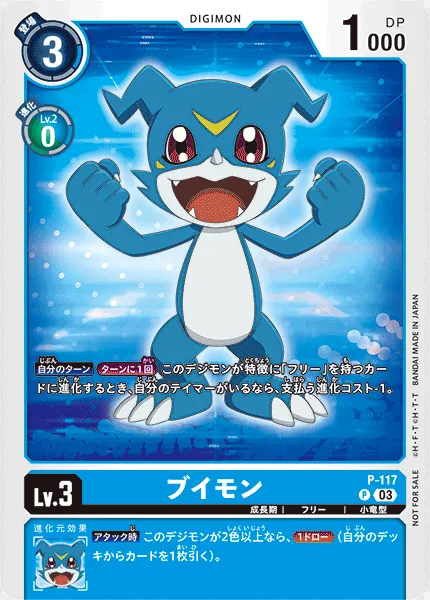 登場
3
DIGIMON
1000
DP
進化
Lv.2
0
自分のターン ターンに1回 このデジモンが特徴に「フリー」を持つカー
ドに進化するとき、自分のテイマーがいるなら、支払う進化コスト-1。
©H・F・T ©H・T・T BANDAI MADE IN JAPAN
NOT FOR SALE
Lv.3
ブイモン
P-117
P 03
成長期 フリー 小竜型
進化元効果
アタック時 このデジモンが2色以上なら、1ドロー(自分のデッ
キからカードを1枚引く)。